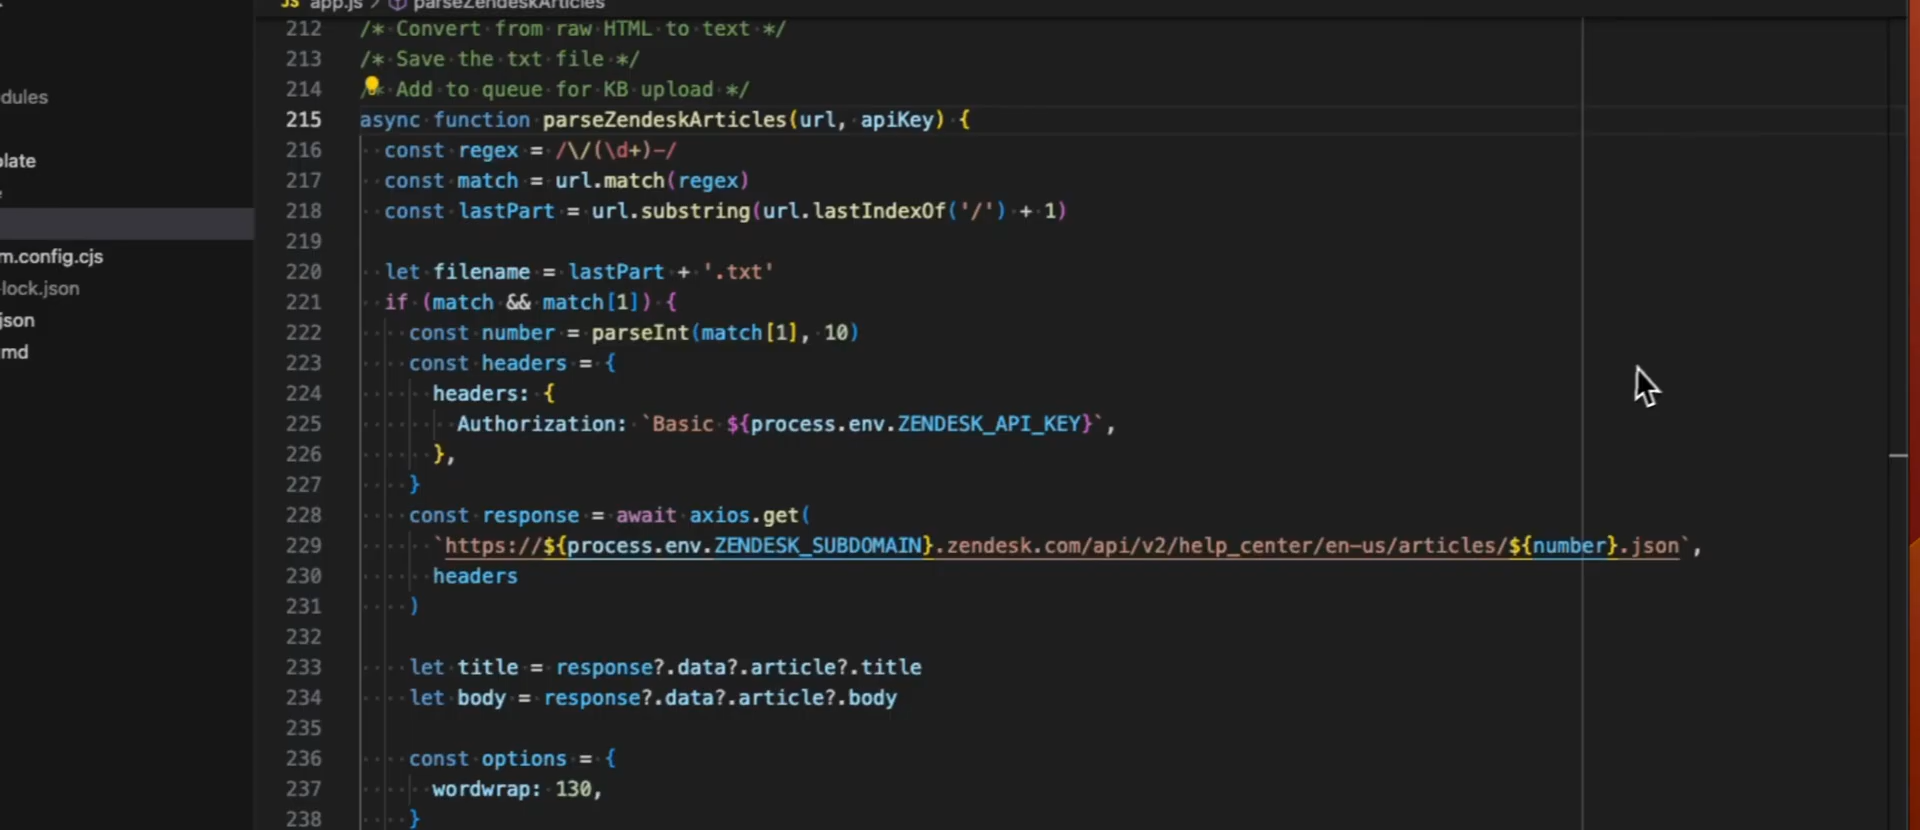 JS app.js > parseZendeskArticles
212 /* Convert from raw HTML to text */
213 /* Save the txt file */
214 /* Add to queue for KB upload */
dules
215 async function parseZendeskArticles(url, apiKey) {
216 const regex = /\/(\d+)-/
plate
217 const match = url.match(regex)
218 const lastPart = url.substring(url.lastIndexOf('/') + 1)
219
m.config.cjs
220 let filename = lastPart + '.txt'
-lock.json
221 if (match && match[1]) {
json
222 const number = parseInt(match[1], 10)
md
223 const headers = {
224 headers: {
225 Authorization: `Basic ${process.env.ZENDESK_API_KEY}`,
226 },
227 }
228 const response = await axios.get(
229 `https://${process.env.ZENDESK_SUBDOMAIN}.zendesk.com/api/v2/help_center/en-us/articles/${number}.json`,
230 headers
231 )
232
233 let title = response?.data?.article?.title
234 let body = response?.data?.article?.body
235
236 const options = {
237 wordwrap: 130,
238 }